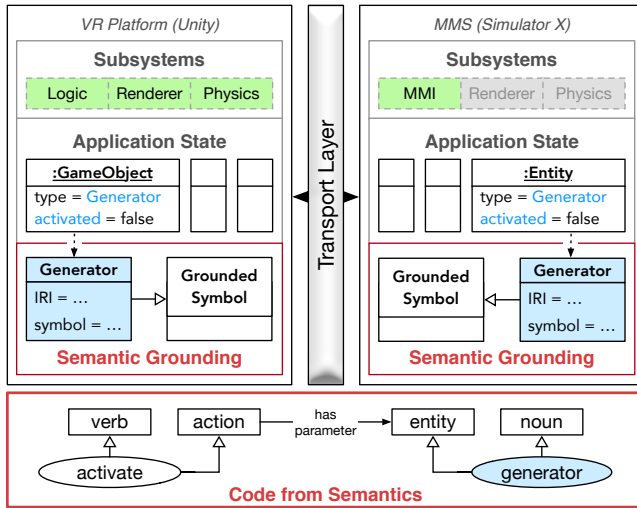 VR Platform (Unity)
Subsystems
Logic Renderer Physics
Application State
:GameObject
type = Generator
activated = false
Generator
IRI = ...
symbol = ...
Grounded
Symbol
Semantic Grounding
Transport Layer
MMS (Simulator X)
Subsystems
MMI Renderer Physics
Application State
:Entity
type = Generator
activated = false
Grounded
Symbol
Generator
IRI = ...
symbol = ...
Semantic Grounding
verb action has entity noun
parameter
activate generator
Code from Semantics